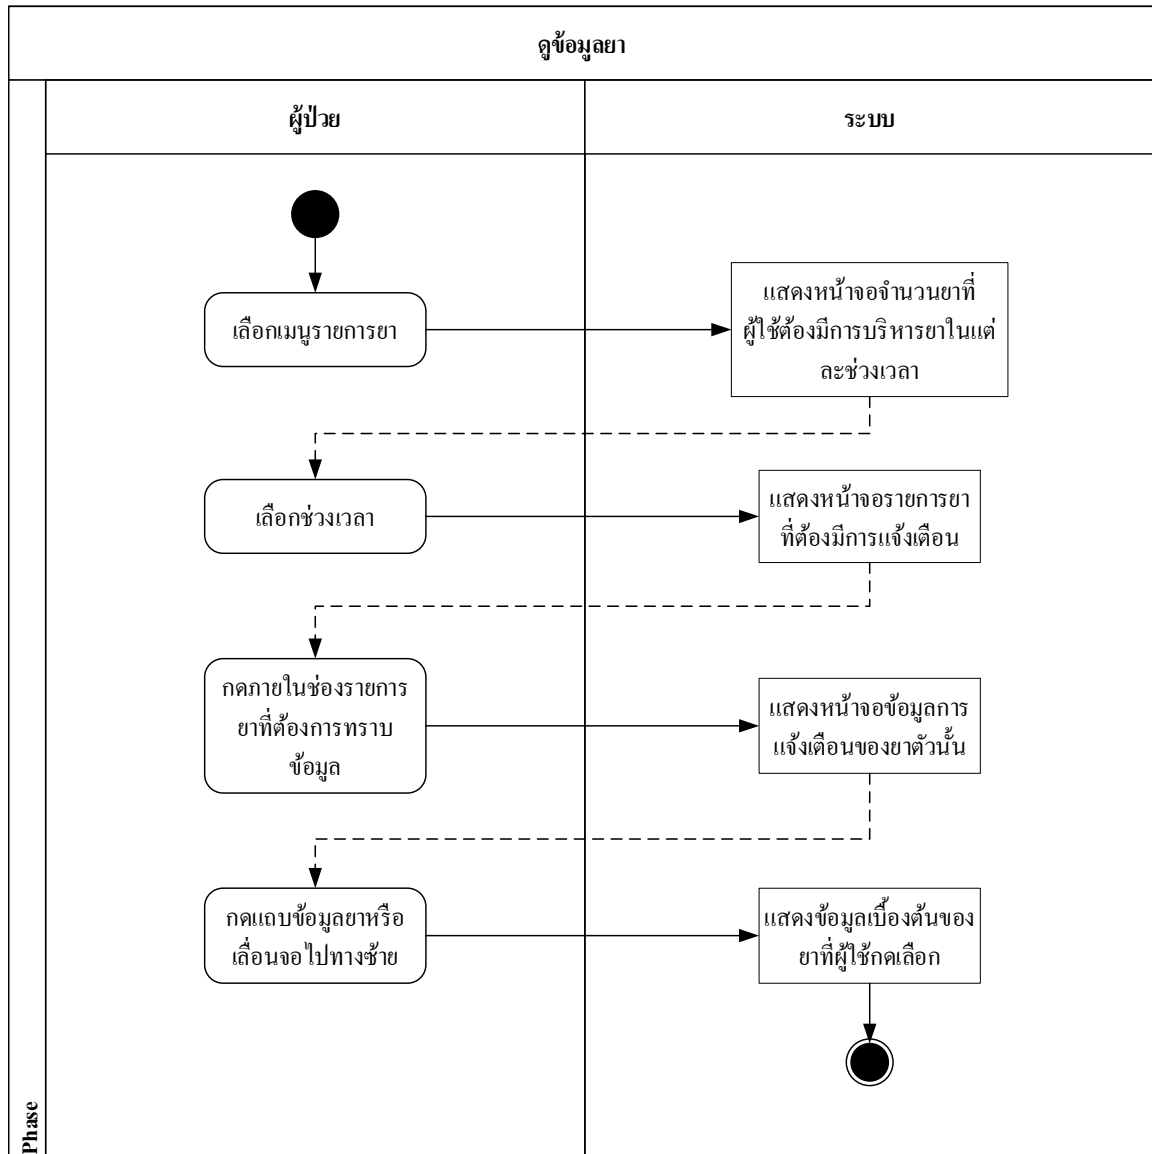 ดูข้อมูลยา
ผู้ป่วย
ระบบ
เลือกเมนูรายการยา
แสดงหน้าจอจำนวนยาที่
ผู้ใช้ต้องมีการบริหารยาในแต่
ละช่วงเวลา
เลือกช่วงเวลา
แสดงหน้าจอรายการยา
ที่ต้องมีการแจ้งเตือน
กดภายในช่องรายการ
ยาที่ต้องการทราบ
ข้อมูล
แสดงหน้าจอข้อมูลการ
แจ้งเตือนของยาตัวนั้น
กดแถบข้อมูลยาหรือ
เลื่อนจอไปทางซ้าย
แสดงข้อมูลเบื้องต้นของ
ยาที่ผู้ใช้กดเลือก
Phase